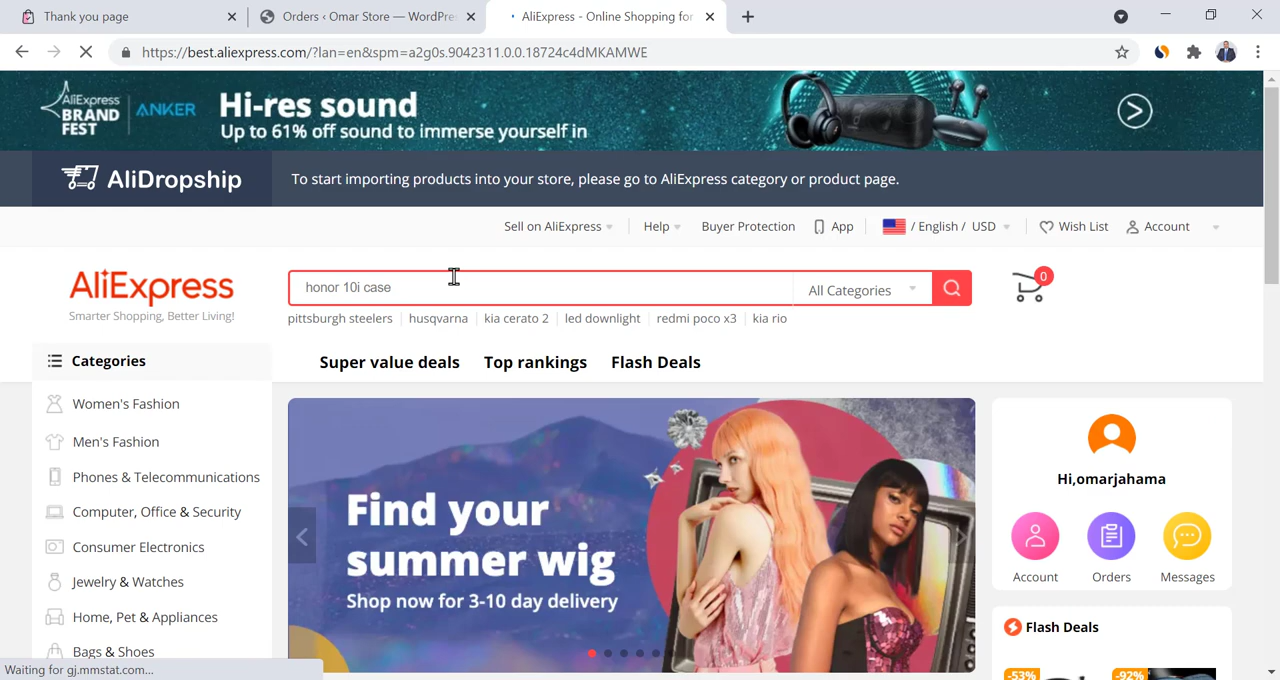 Thank you page
Orders ‹ Omar Store — WordPre
AliExpress - Online Shopping for
https://best.aliexpress.com/?lan=en&spm=a2g0s.9042311.0.0.18724c4dMKAMWE
AliExpress
BRAND
FEST
ANKER
Hi-res sound
Up to 61% off sound to immerse yourself in
AliDropship
To start importing products into your store, please go to AliExpress category or product page.
Sell on AliExpress
Help
Buyer Protection
App
/ English / USD
Wish List
Account
AliExpress
Smarter Shopping, Better Living!
honor 10i case
All Categories
0
pittsburgh steelers
husqvarna
kia cerato 2
led downlight
redmi poco x3
kia rio
Categories
Super value deals
Top rankings
Flash Deals
Women's Fashion
Men's Fashion
Phones & Telecommunications
Computer, Office & Security
Consumer Electronics
Jewelry & Watches
Home, Pet & Appliances
Bags & Shoes
Find your
summer wig
Shop now for 3-10 day delivery
Hi,omarjahama
Account
Orders
Messages
Flash Deals
-53%
-92%
Waiting for gj.mmstat.com...